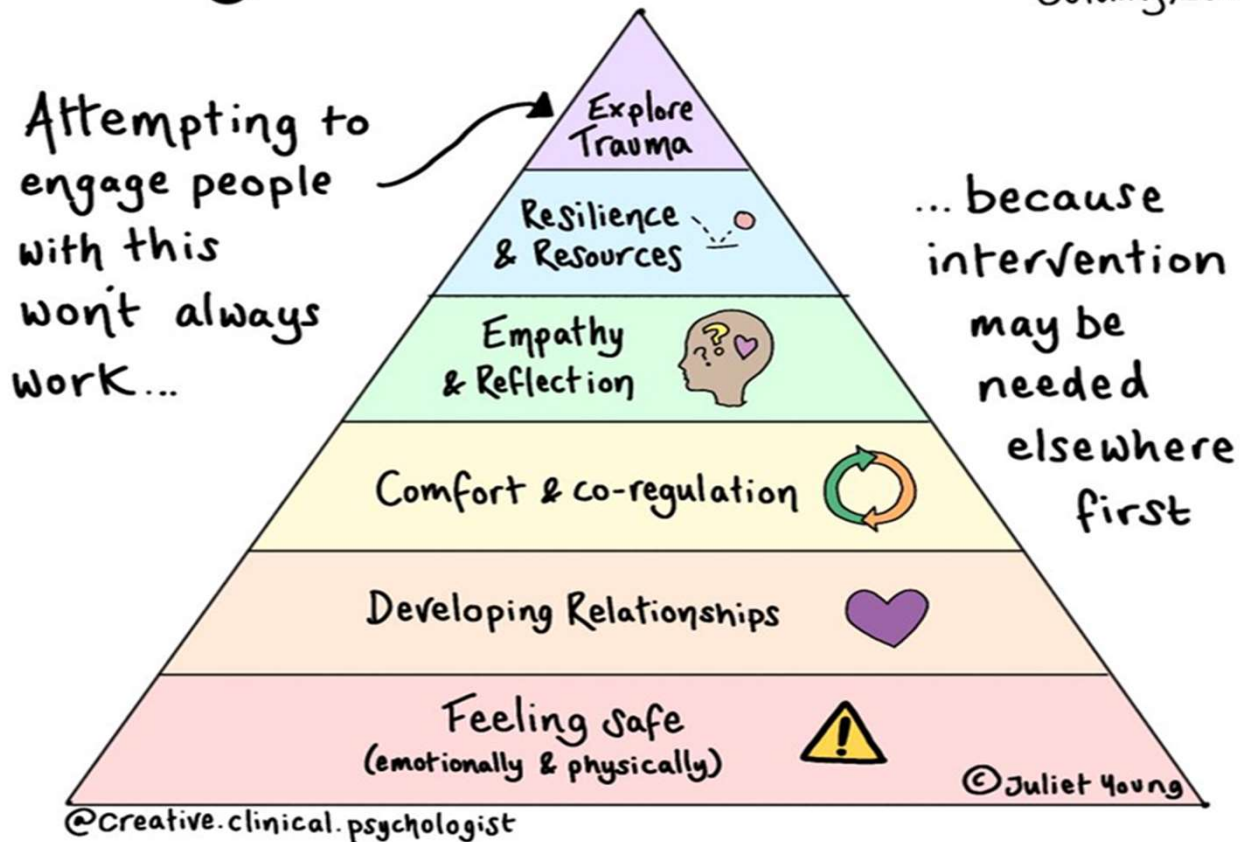 Attempting to
engage people
with this
won't always
work...
Explore
Trauma
Resilience
& Resources
Empathy
& Reflection
Comfort & co-regulation
Developing Relationships
Feeling safe
(emotionally & physically)
...because
intervention
may be
needed
elsewhere
first
© Juliet Young
@creative.clinical.psychologist